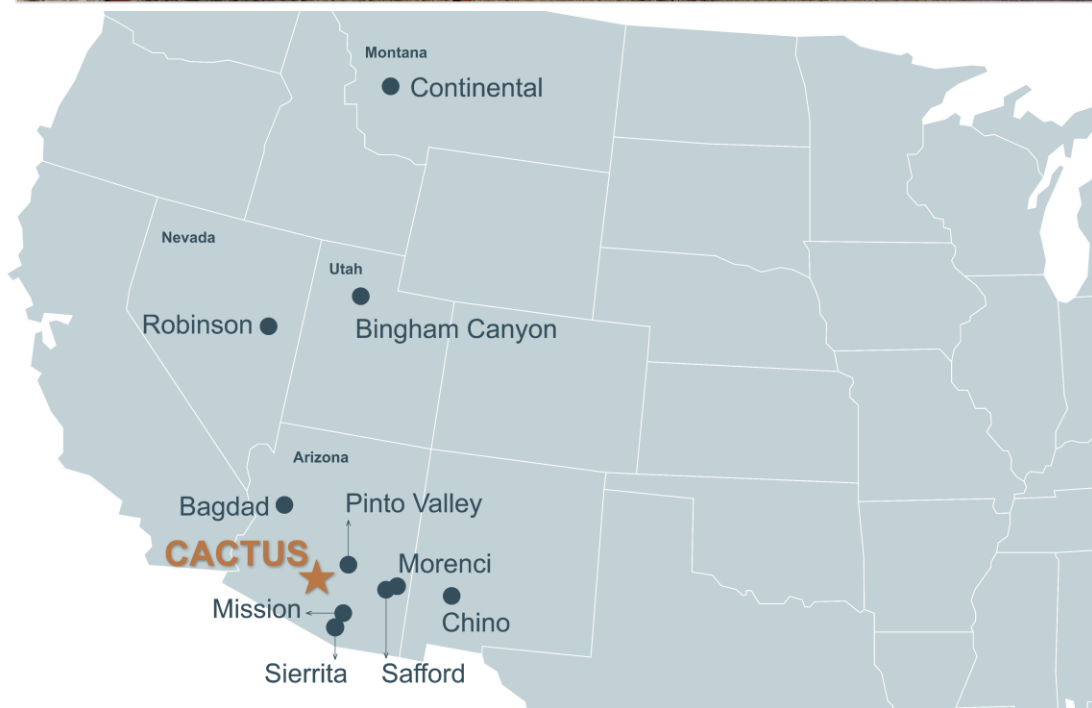 Montana
Continental
Nevada
Utah
Robinson
Bingham Canyon
Arizona
Bagdad
Pinto Valley
CACTUS
Morenci
Mission
Chino
Sierrita
Safford